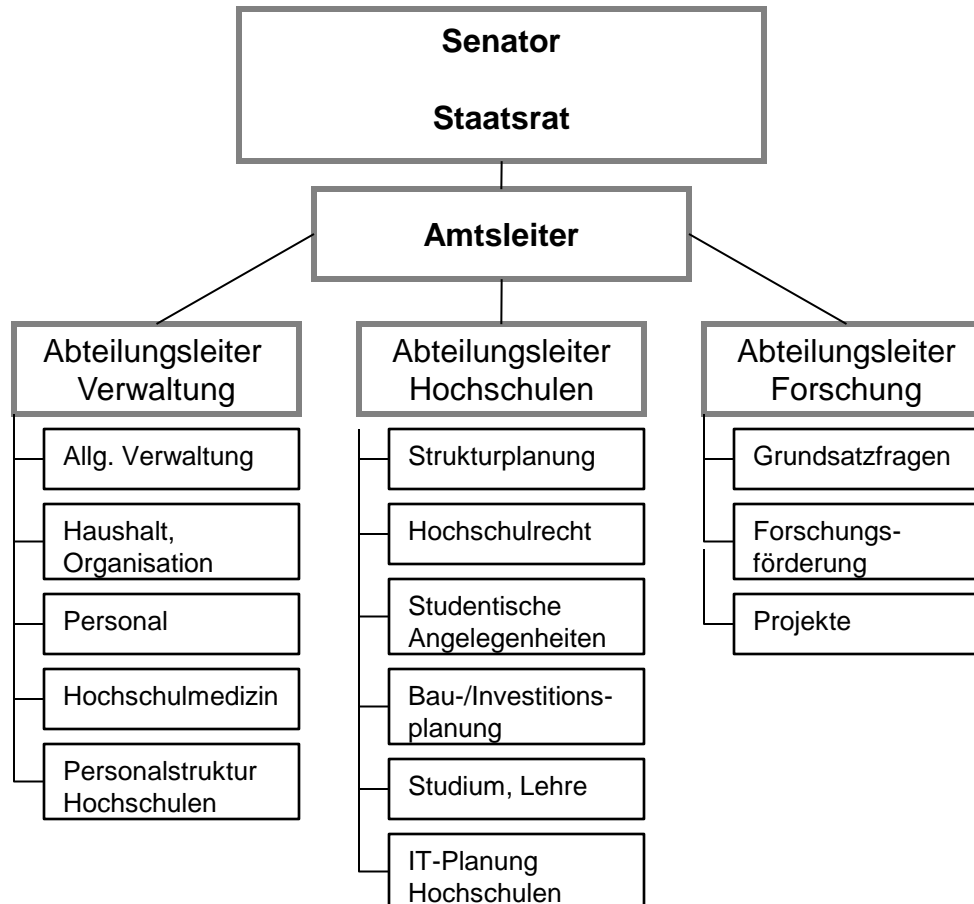 Senator
Staatsrat
Amtsleiter
Abteilungsleiter
Verwaltung
Allg. Verwaltung
Haushalt,
Organisation
Personal
Hochschulmedizin
Personalstruktur
Hochschulen
Abteilungsleiter
Hochschulen
Strukturplanung
Hochschulrecht
Studentische
Angelegenheiten
Bau-/Investitions-
planung
Studium, Lehre
IT-Planung
Hochschulen
Abteilungsleiter
Forschung
Grundsatzfragen
Forschungs-
förderung
Projekte